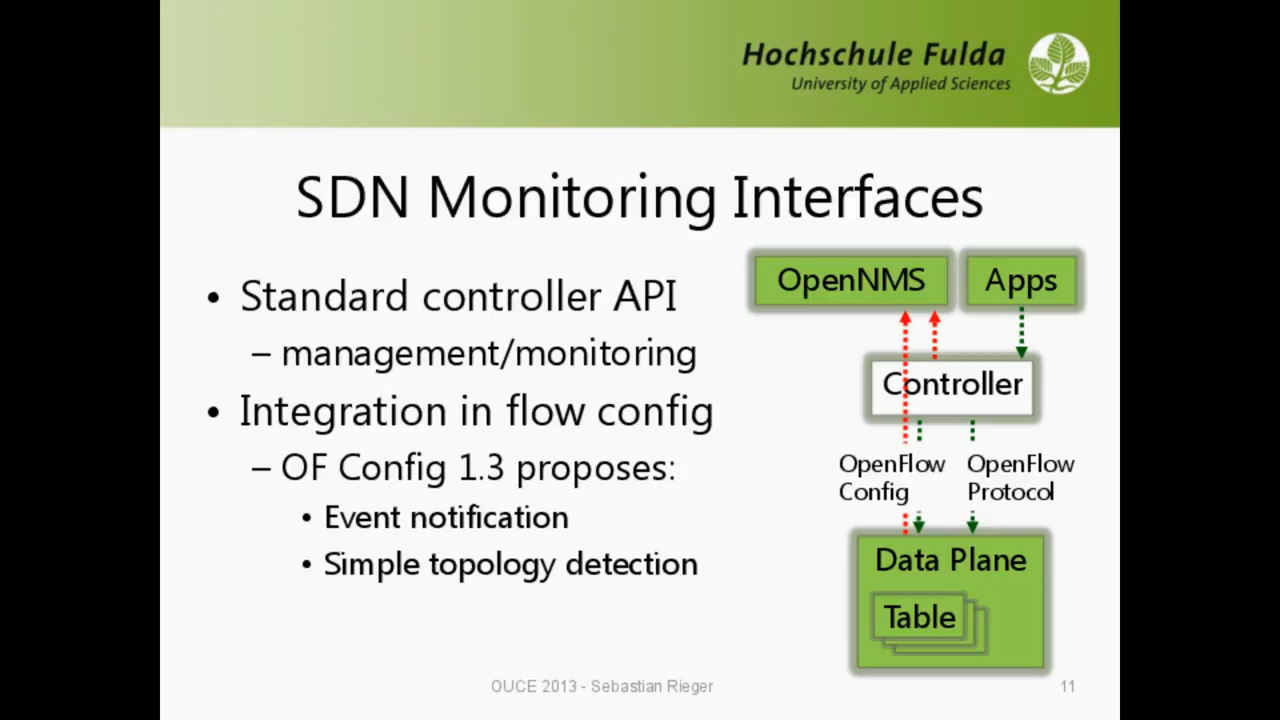 Hochschule Fulda
University of Applied Sciences
SDN Monitoring Interfaces
• Standard controller API
– management/monitoring
• Integration in flow config
– OF Config 1.3 proposes:
• Event notification
• Simple topology detection
OpenNMS
Apps
Controller
OpenFlow
Config
OpenFlow
Protocol
Data Plane
Table
OUCE 2013 - Sebastian Rieger
11